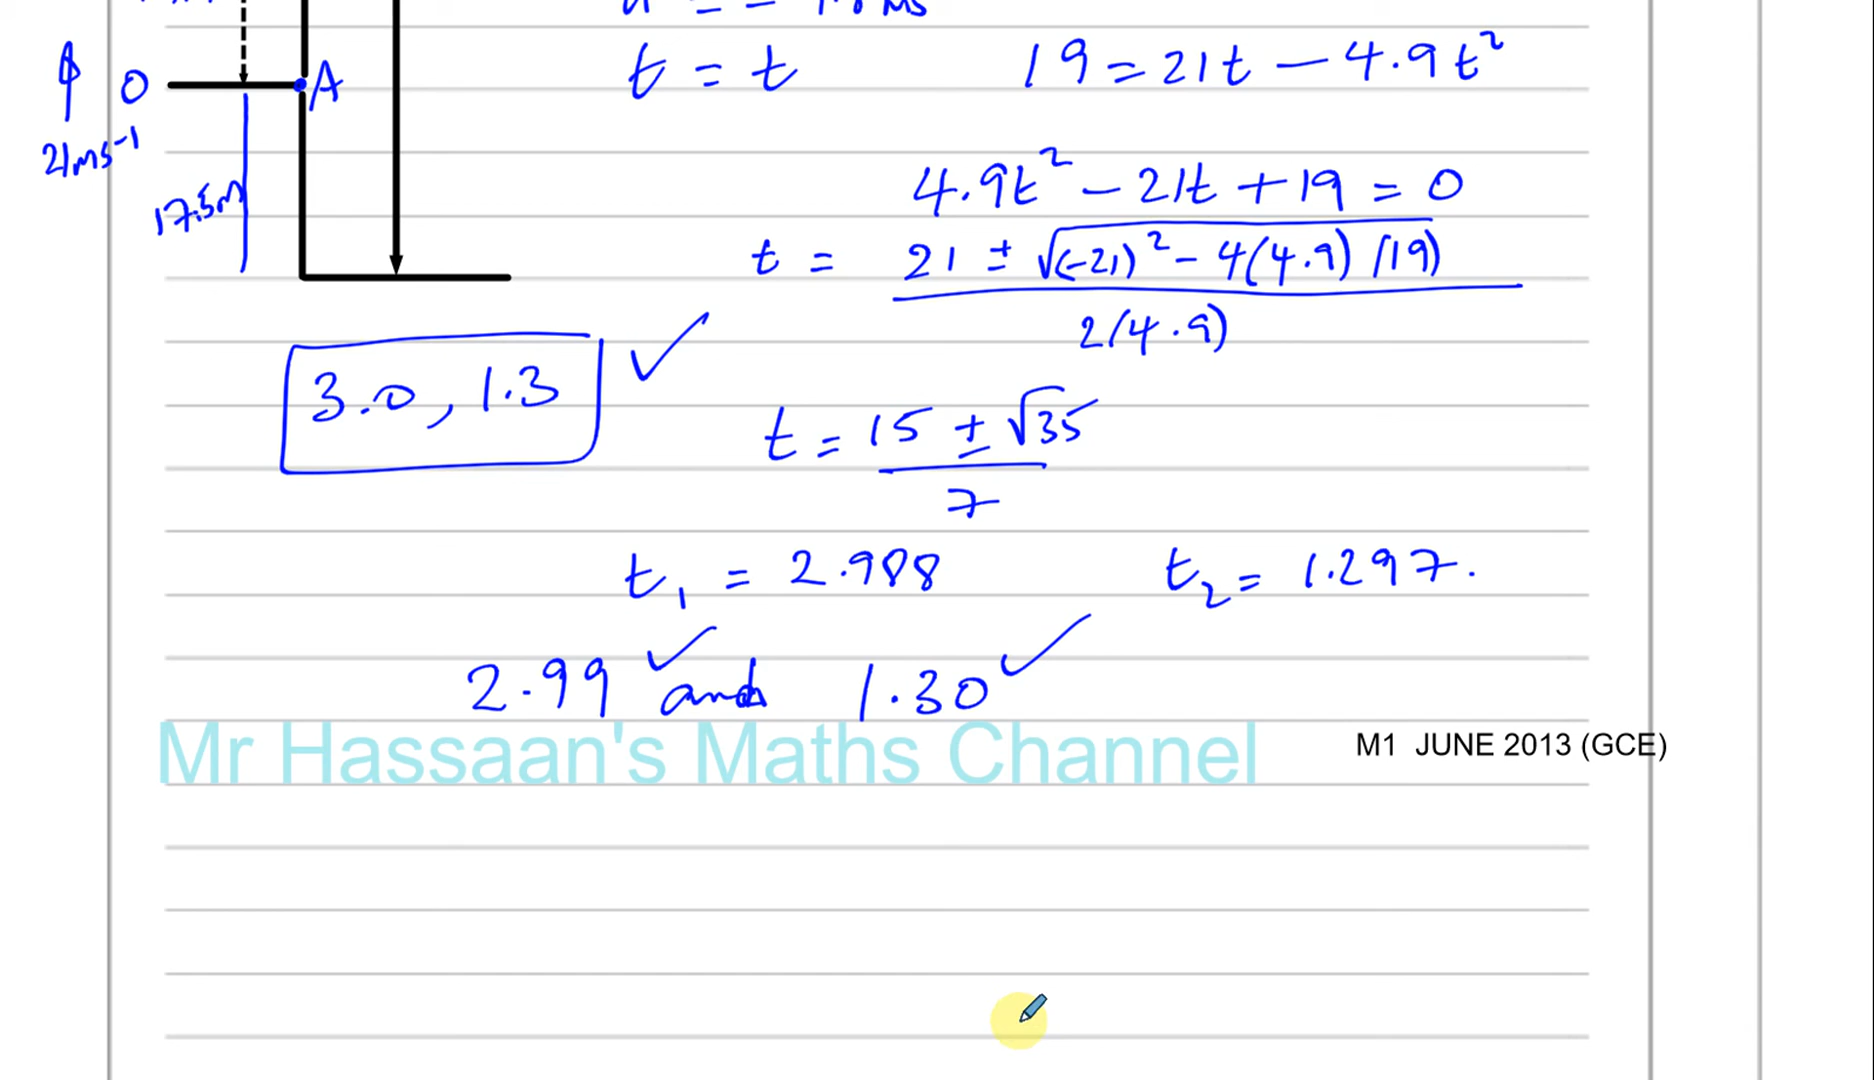 t = t
19 = 21t - 4.9t²
0 A
21ms⁻¹
17.5m
4.9t² - 21t + 19 = 0
t = 21 ± √(-21)² - 4(4.9)(19)
2(4.9)
3.0, 1.3 ✓
t = 15 ± √35
7
t₁ = 2.988
t₂ = 1.297.
2.99 ✓ and 1.30 ✓
Mr Hassaan's Maths Channel
M1 JUNE 2013 (GCE)